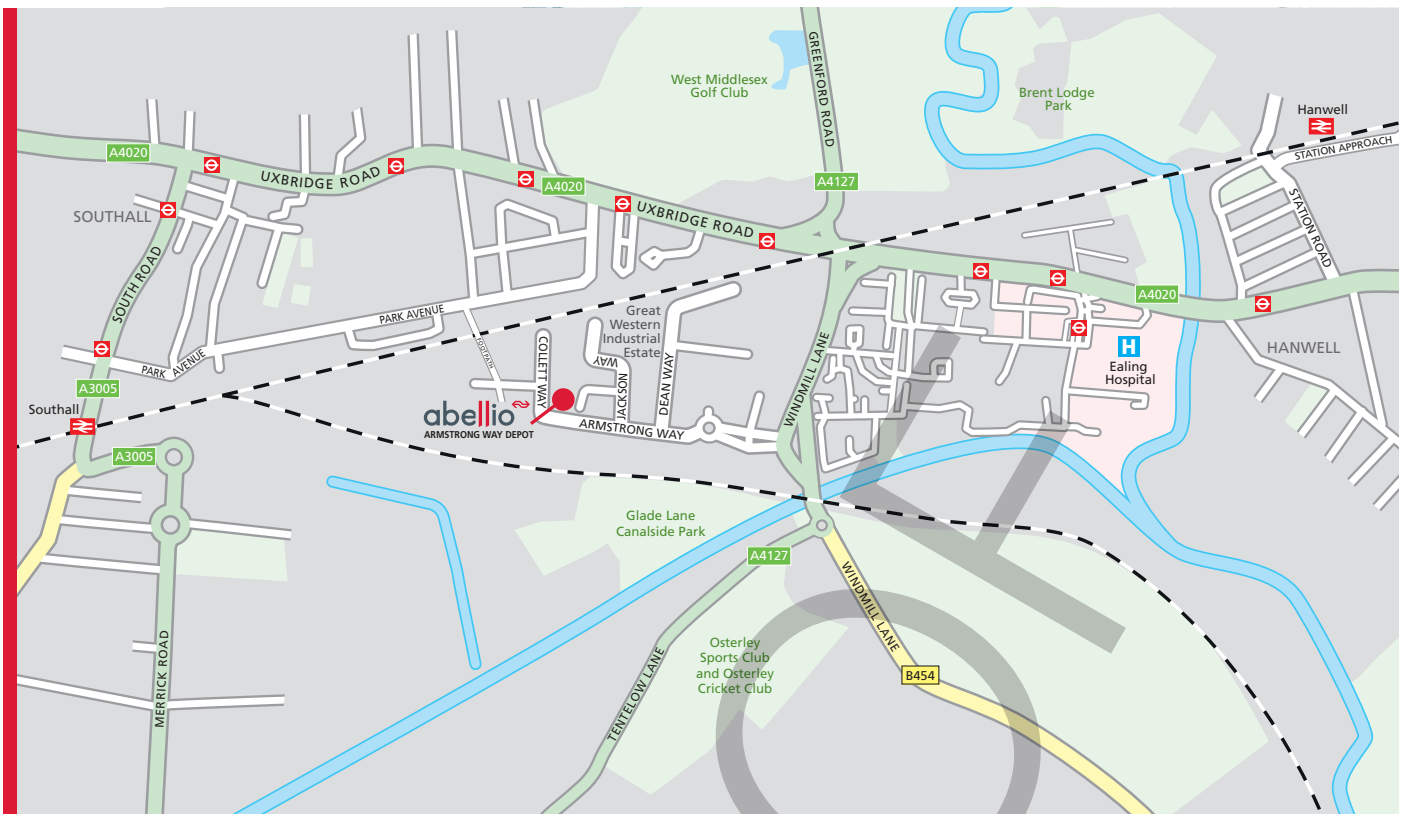 GREENFORD ROAD
West Middlesex
Golf Club
Brent Lodge
Park
Hanwell
STATION APPROACH
A4020
UXBRIDGE ROAD
A4020
A4127
SOUTHALL
UXBRIDGE ROAD
STATION ROAD
SOUTH ROAD
A4020
PARK AVENUE
Great
Western
Industrial
Estate
FOOTPATH
COLLETT WAY
WAY
JACKSON
DEAN WAY
WINDMILL LANE
H
Ealing
Hospital
HANWELL
PARK AVENUE
A3005
Southall
abellio
ARMSTRONG WAY DEPOT
ARMSTRONG WAY
A3005
Glade Lane
Canalside Park
A4127
WINDMILL LANE
Osterley
Sports Club
and Osterley
Cricket Club
B454
MERRICK ROAD
TENTELOW LANE